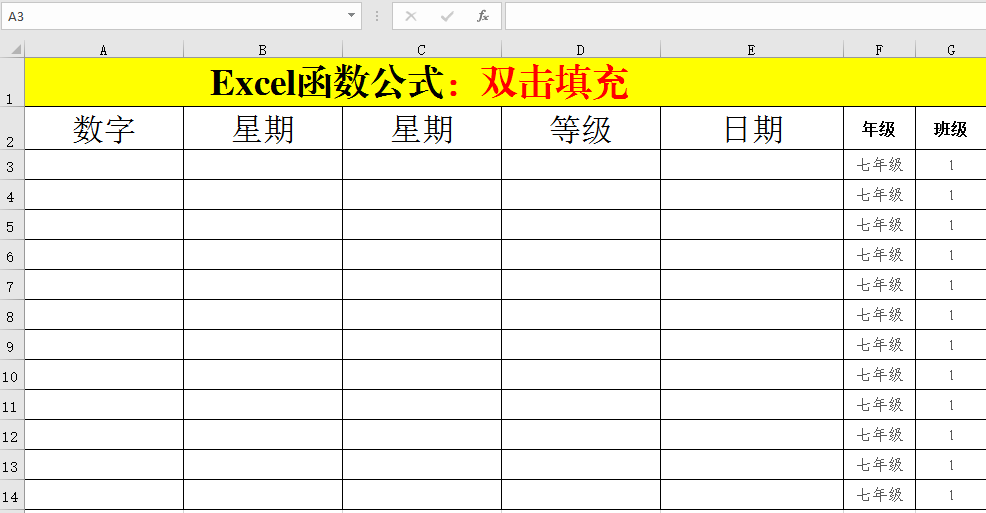 A3
fx
A B C D E F G
1 Excel函数公式：双击填充
2 数字 星期 星期 等级 日期 年级 班级
3 七年级 1
4 七年级 1
5 七年级 1
6 七年级 1
7 七年级 1
8 七年级 1
9 七年级 1
10 七年级 1
11 七年级 1
12 七年级 1
13 七年级 1
14 七年级 1